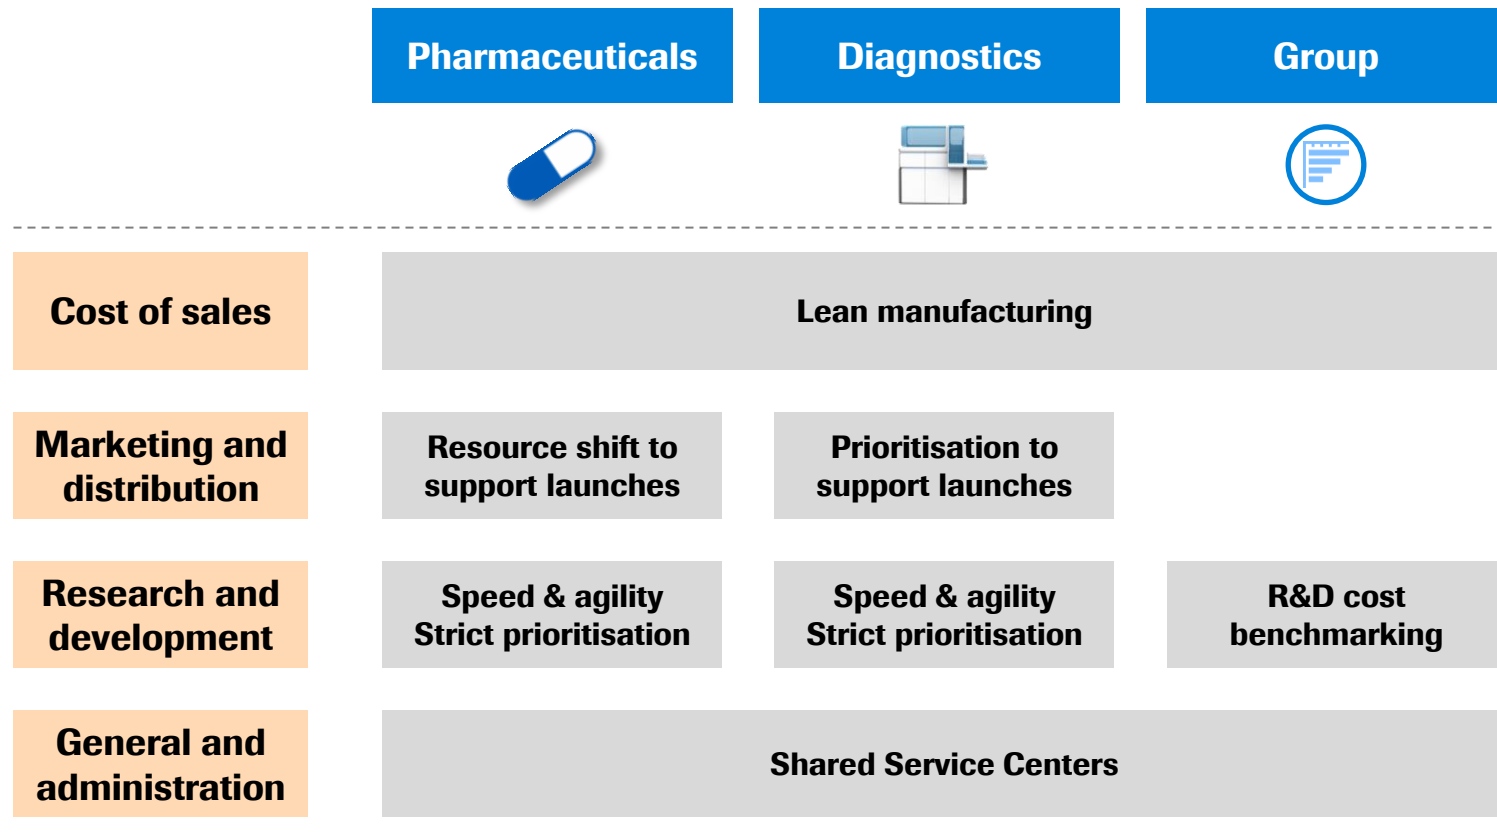 Pharmaceuticals
Diagnostics
Group
Cost of sales
Lean manufacturing
Marketing and
distribution
Resource shift to
support launches
Prioritisation to
support launches
Research and
development
Speed & agility
Strict prioritisation
Speed & agility
Strict prioritisation
R&D cost
benchmarking
General and
administration
Shared Service Centers